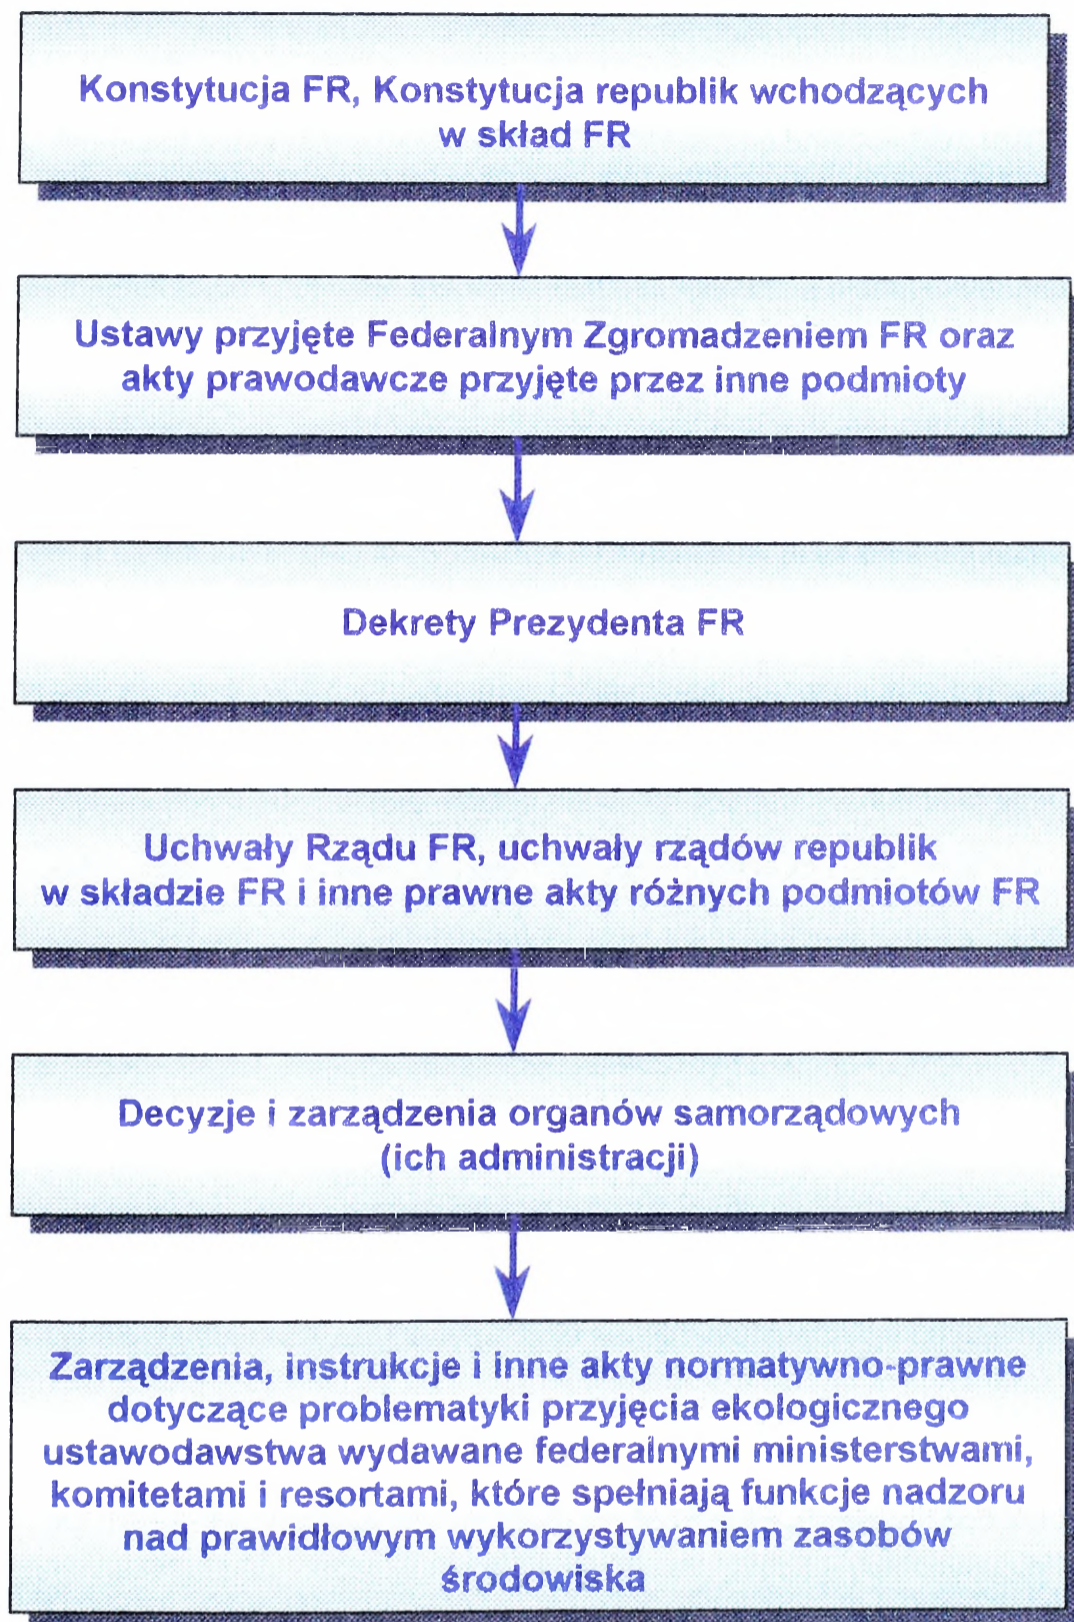 Konstytucja FR, Konstytucja republik wchodzących
w skład FR
Ustawy przyjęte Federalnym Zgromadzeniem FR oraz
akty prawodawcze przyjęte przez inne podmioty
Dekrety Prezydenta FR
Uchwały Rządu FR, uchwały rządów republik
w składzie FR i inne prawne akty różnych podmiotów FR
Decyzje i zarządzenia organów samorządowych
(ich administracji)
Zarządzenia, instrukcje i inne akty normatywno-prawne
dotyczące problematyki przyjęcia ekologicznego
ustawodawstwa wydawane federalnymi ministerstwami,
komitetami i resortami, które spełniają funkcje nadzoru
nad prawidłowym wykorzystywaniem zasobów
środowiska